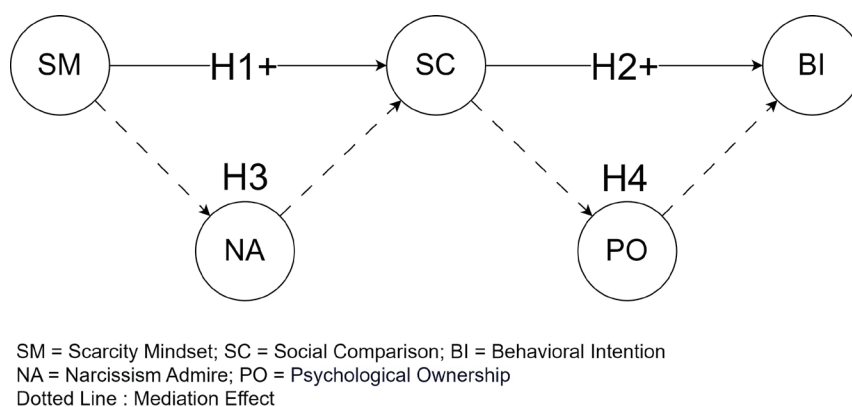 SM
H1+
SC
H2+
BI
H3
H4
NA
PO
SM = Scarcity Mindset; SC = Social Comparison; BI = Behavioral Intention
NA = Narcissism Admire; PO = Psychological Ownership
Dotted Line : Mediation Effect